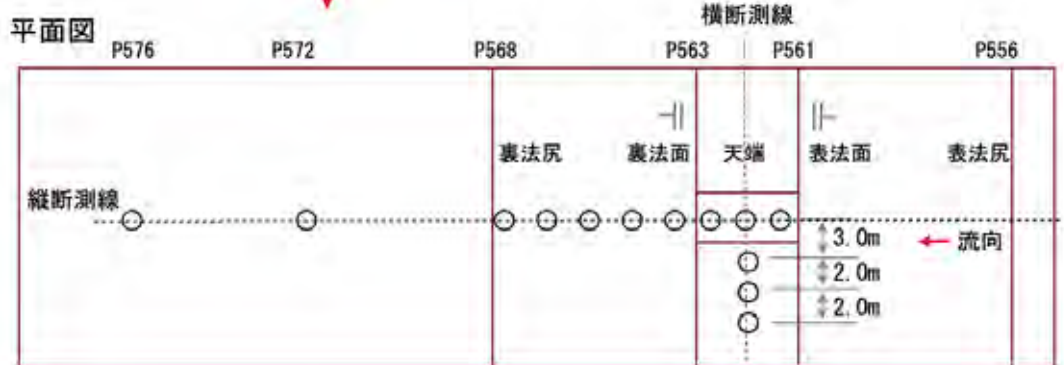 横断測線
平面図
P576 P572 P568 P563 P561 P556
裏法尻 裏法面 天端 表法面 表法尻
縦断測線
3.0m
流向
2.0m
2.0m